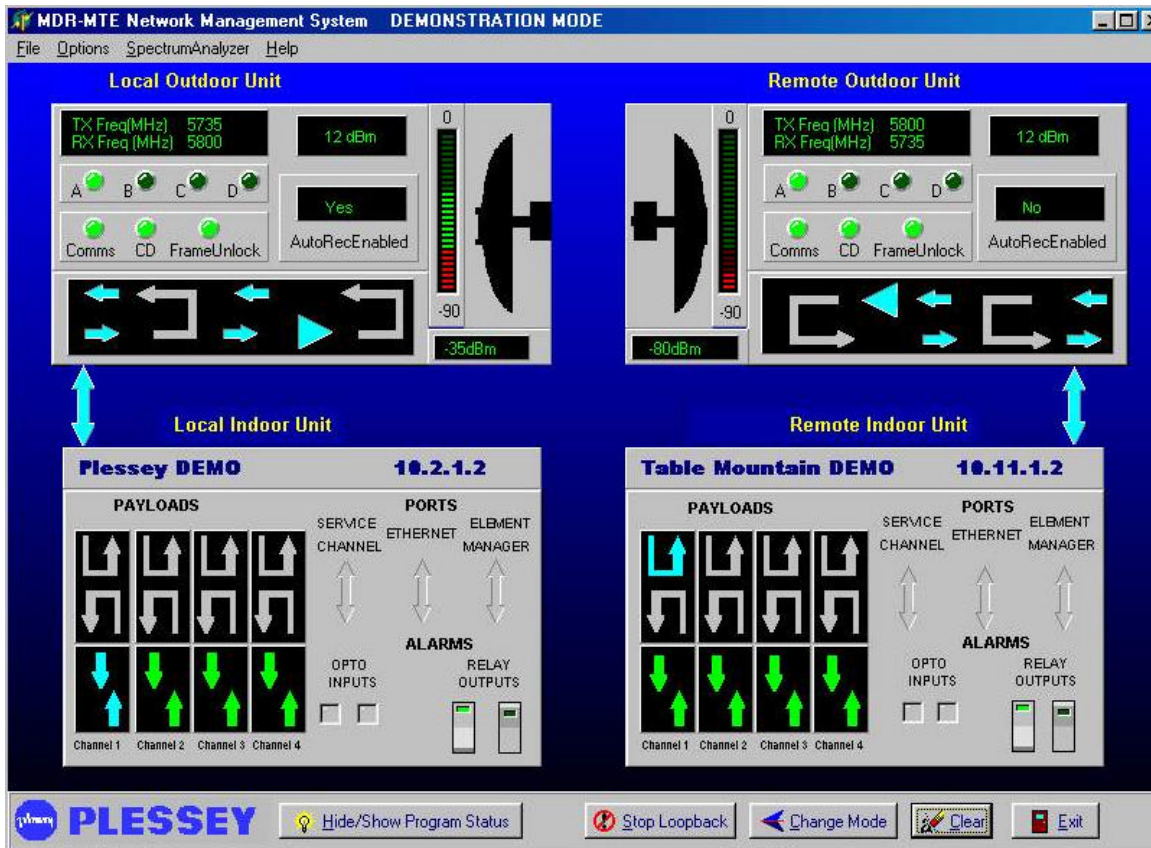 MDR-MTE Network Management System DEMONSTRATION MODE
File Options SpectrumAnalyzer Help
Local Outdoor Unit
TX Freq(MHz) 5735
RX Freq (MHz) 5800
12 dBm
A B C D
Yes
AutoRecEnabled
Comms CD FrameUnlock
0
-90
-35dBm
Remote Outdoor Unit
0
-90
-80dBm
TX Freq(MHz) 5800
RX Freq (MHz) 5735
12 dBm
A B C D
No
AutoRecEnabled
Comms CD FrameUnlock
Local Indoor Unit
Plessey DEMO 10.2.1.2
PAYLOADS
PORTS
SERVICE CHANNEL
ETHERNET
ELEMENT MANAGER
ALARMS
OPTO INPUTS
RELAY OUTPUTS
Channel 1 Channel 2 Channel 3 Channel 4
Remote Indoor Unit
Table Mountain DEMO 10.11.1.2
PAYLOADS
PORTS
SERVICE CHANNEL
ETHERNET
ELEMENT MANAGER
ALARMS
OPTO INPUTS
RELAY OUTPUTS
Channel 1 Channel 2 Channel 3 Channel 4
PLESSEY
Hide/Show Program Status
Stop Loopback
Change Mode
Clear
Exit